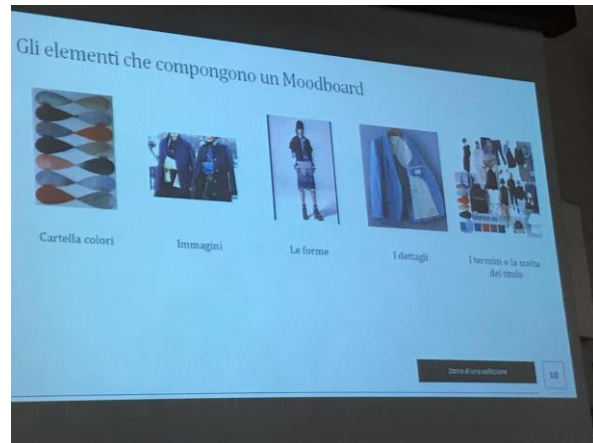 Gli elementi che compongono un Moodboard
Cartella colori
Immagini
Le forme
I dettagli
I termini e la scelta
del titolo
Storia di una collezione
10